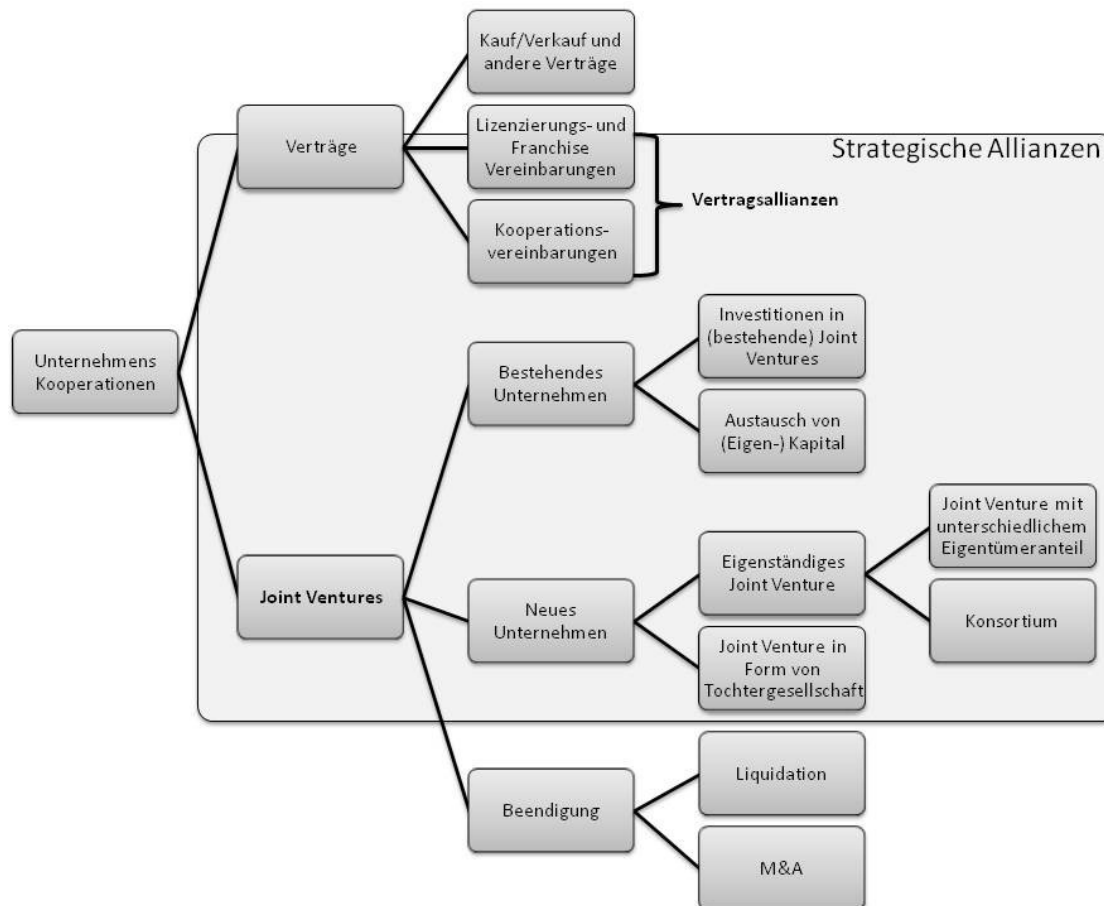 Kauf/Verkauf und
andere Verträge
Verträge
Lizenzierungs- und
Franchise
Vereinbarungen
Strategische Allianzen
Vertragsallianzen
Kooperations-
vereinbarungen
Unternehmens
Kooperationen
Bestehendes
Unternehmen
Investitionen in
(bestehende) Joint
Ventures
Austausch von
(Eigen-) Kapital
Joint Ventures
Neues
Unternehmen
Eigenständiges
Joint Venture
Joint Venture mit
unterschiedlichem
Eigentümeranteil
Konsortium
Joint Venture in
Form von
Tochtergesellschaft
Beendigung
Liquidation
M&A